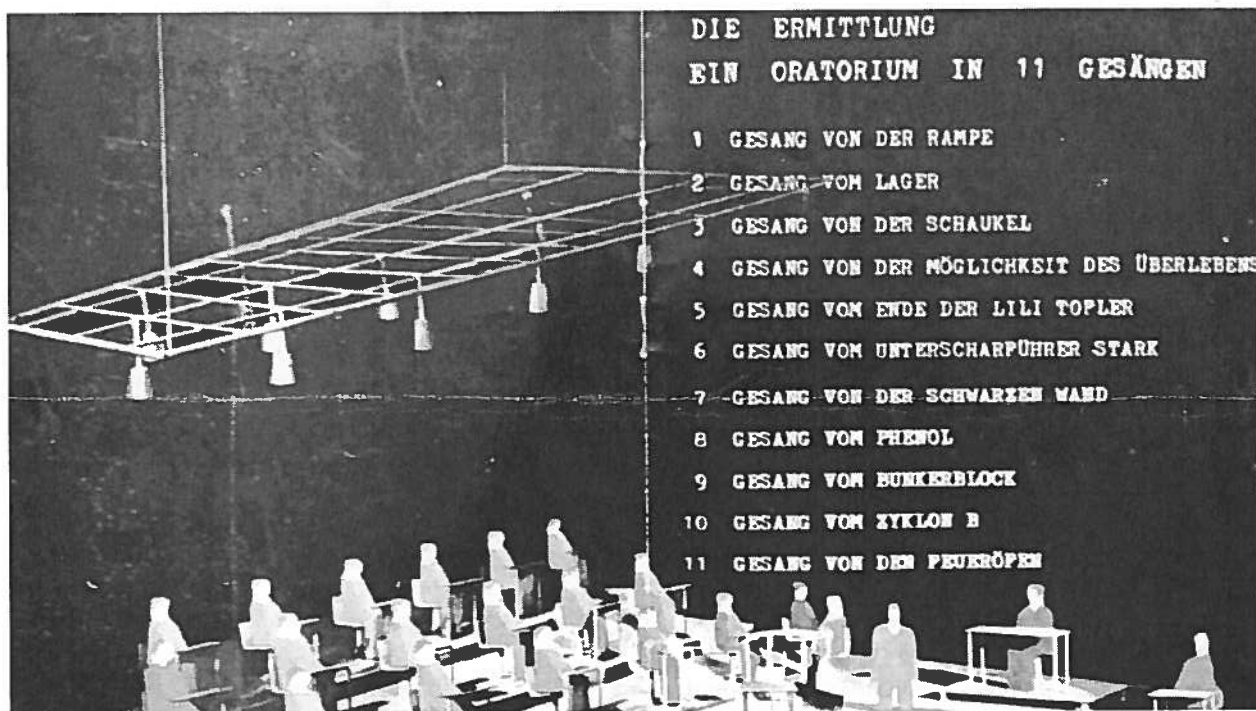 DIE ERMITTLUNG
EIN ORATORIUM IN 11 GESÄNGEN
1 GESANG VON DER RAMPE
2 GESANG VOM LAGER
3 GESANG VON DER SCHAUKEL
4 GESANG VON DER MÖGLICHKEIT DES ÜBERLEBENS
5 GESANG VOM ENDE DER LILI TOFLER
6 GESANG VOM UNTERSCHARFÜHRER STARK
7 GESANG VON DER SCHWARZEN WAND
8 GESANG VOM PHENOL
9 GESANG VOM BUNKERBLOCK
10 GESANG VOM ZYKLON B
11 GESANG VON DEN FEUERÖFEN